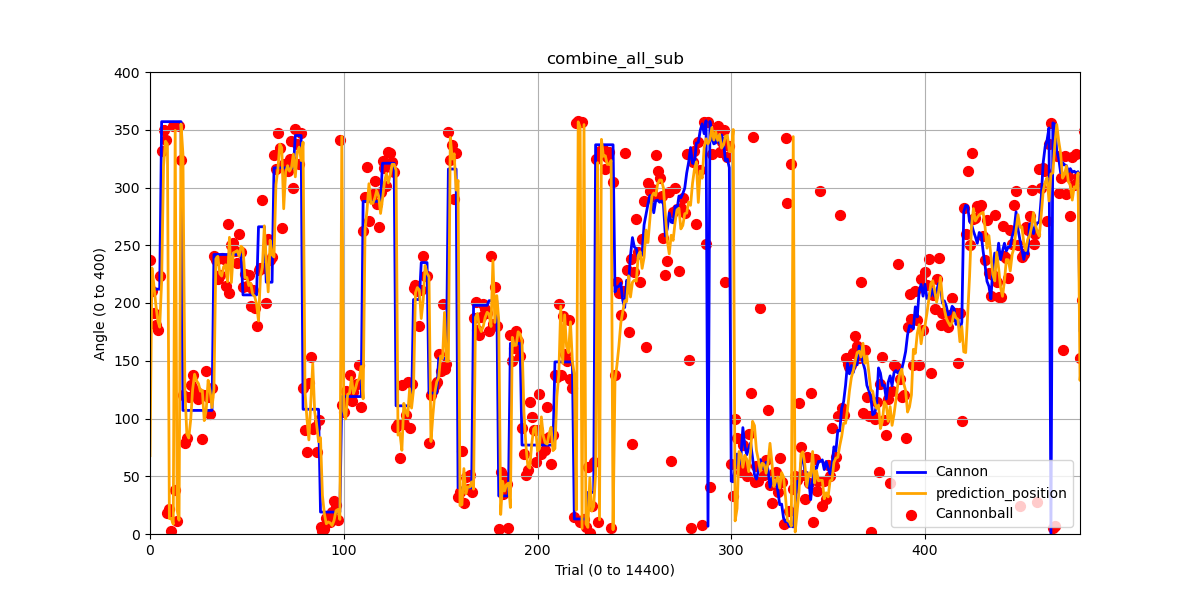 combine_all_sub
Angle (0 to 400)
400
350
300
250
200
150
100
50
0
0
100
200
300
400
Trial (0 to 14400)
Cannon
prediction_position
Cannonball